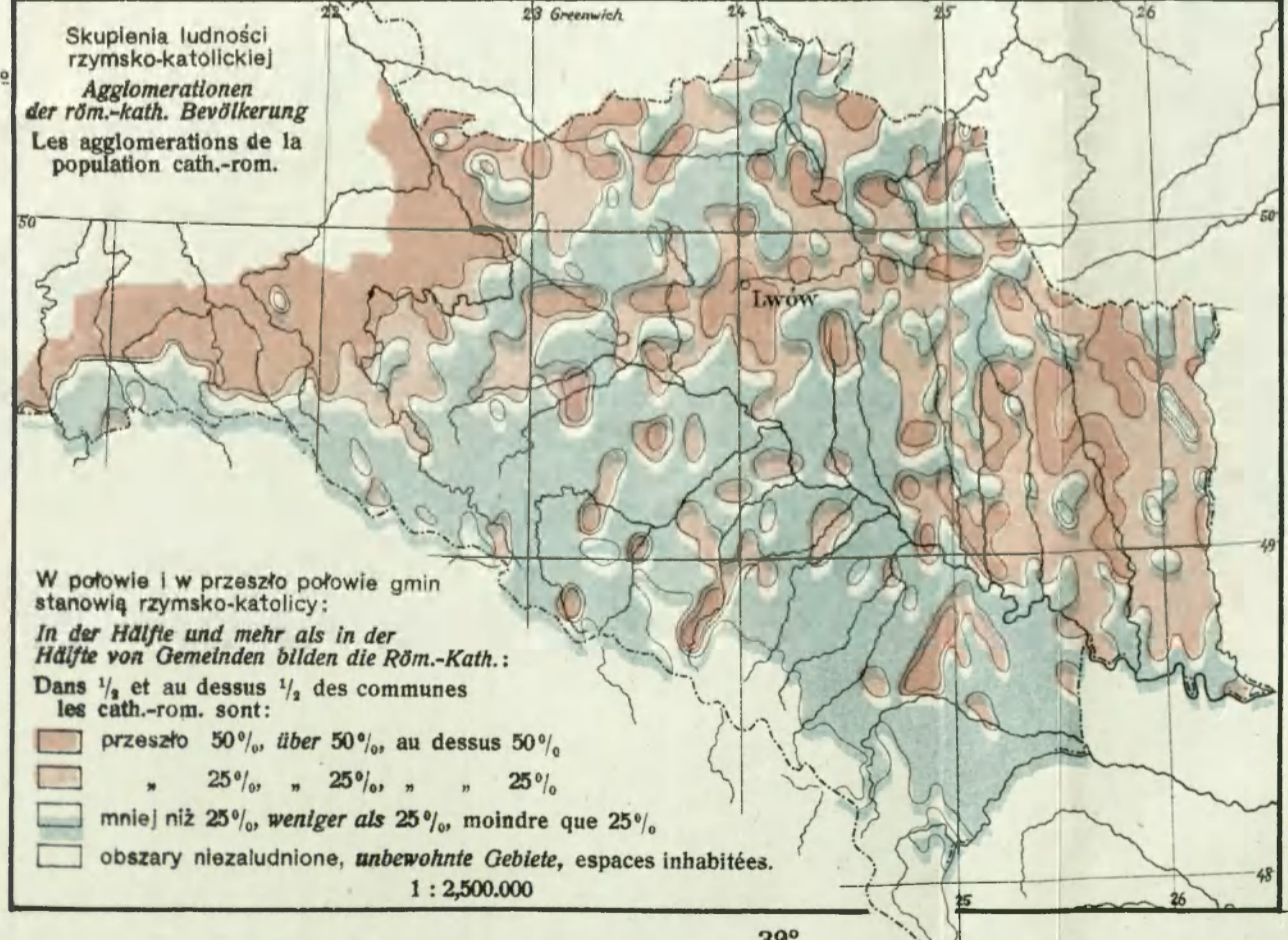 22
23 Greenwich
24
25
26
Skupienia ludności
rzymsko-katolickiej
Agglomerationen
der röm.-kath. Bevölkerung
Les agglomerations de la
population cath.-rom.
50
50
Lwów
49
W połowie i w przeszło połowie gmin
stanowią rzymsko-katolicy:
In der Hälfte und mehr als in der
Hälfte von Gemeinden bilden die Röm.-Kath.:
Dans 1/2 et au dessus 1/2 des communes
les cath.-rom. sont:
przeszło 50%, über 50%, au dessus 50%
„ 25%, „ 25%, „ „ 25%
mniej niż 25%, weniger als 25%, moindre que 25%
obszary niezaludnione, unbewohnte Gebiete, espaces inhabitées.
1 : 2,500.000
48
25
26
39°